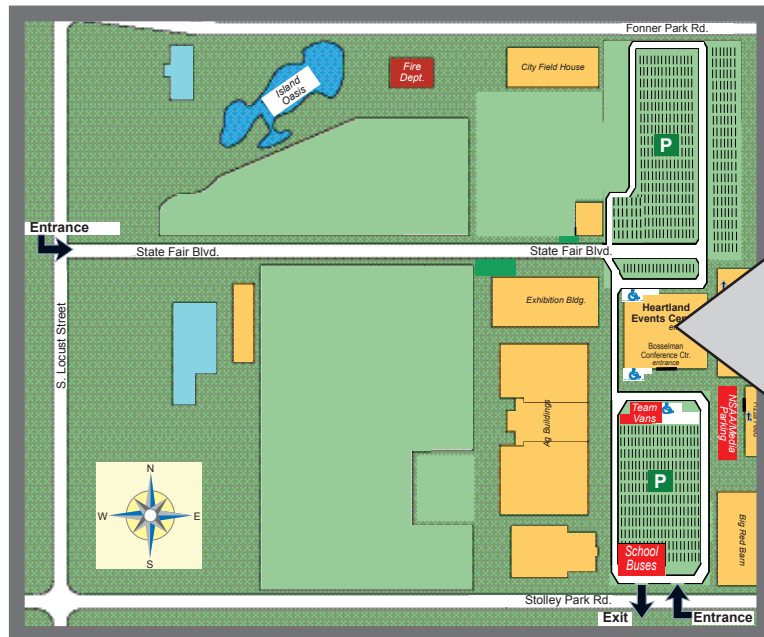 Fonner Park Rd.
City Field House
Fire
Dept.
Island
Oasis
P
Entrance
State Fair Blvd.
State Fair Blvd.
S. Locust Street
Exhibition Bldg.
Heartland
Events Cen
Bosselman
Conference Ctr.
entrance
Team
Vans
NSAA/Media
Parking
Ag Buildings
N
W
E
S
P
Big Red Barn
School
Buses
Stolley Park Rd.
Exit
Entrance